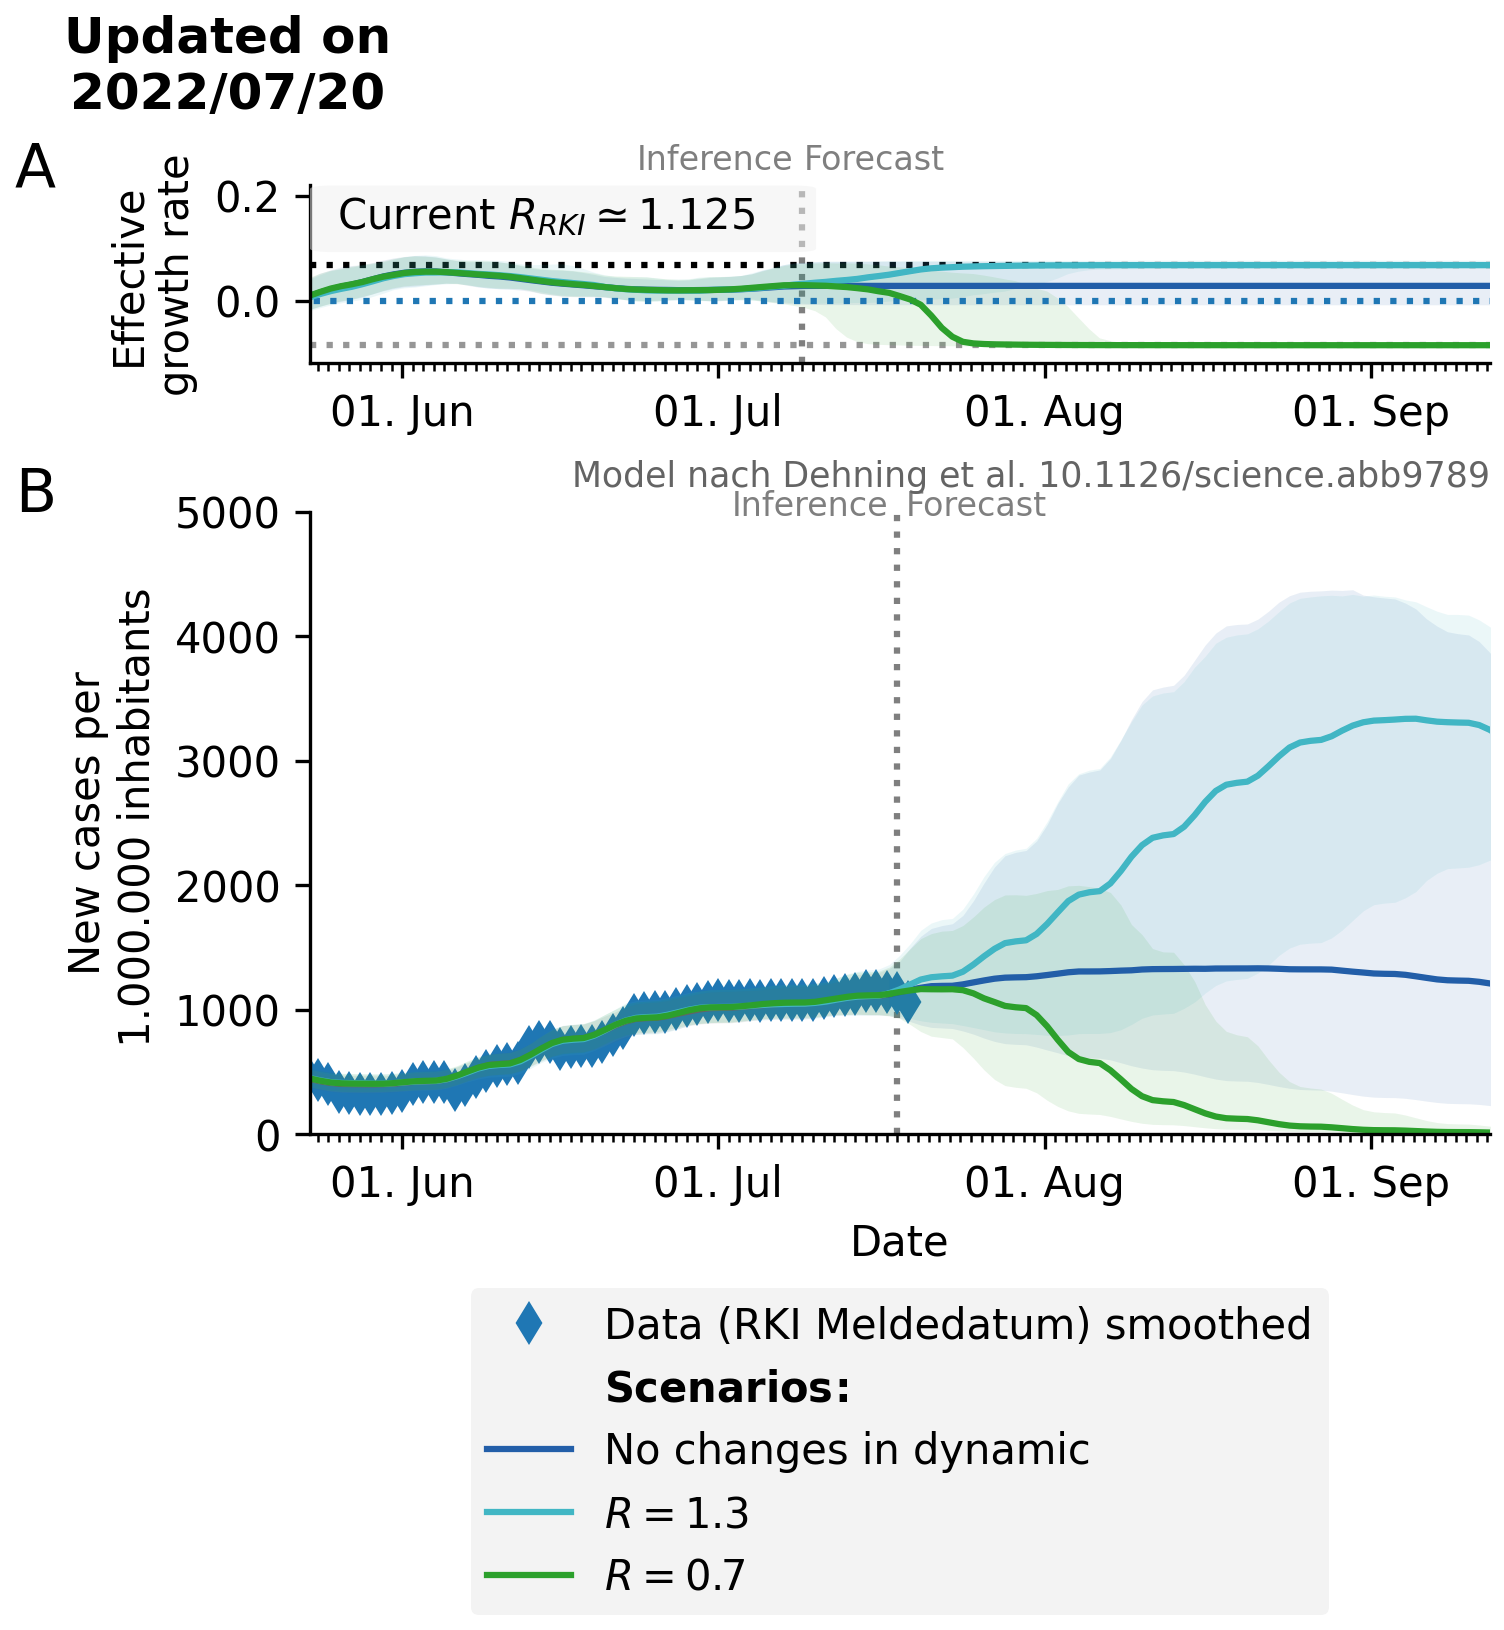 Updated on
2022/07/20
A
Inference Forecast
Effective
growth rate
0.2
0.0
Current R_RKI ≃ 1.125
01. Jun 01. Jul 01. Aug 01. Sep
B
Model nach Dehning et al. 10.1126/science.abb9789
Inference Forecast
New cases per
1.000.000 inhabitants
5000
4000
3000
2000
1000
0
01. Jun 01. Jul 01. Aug 01. Sep
Date
Data (RKI Meldedatum) smoothed
Scenarios:
No changes in dynamic
R = 1.3
R = 0.7